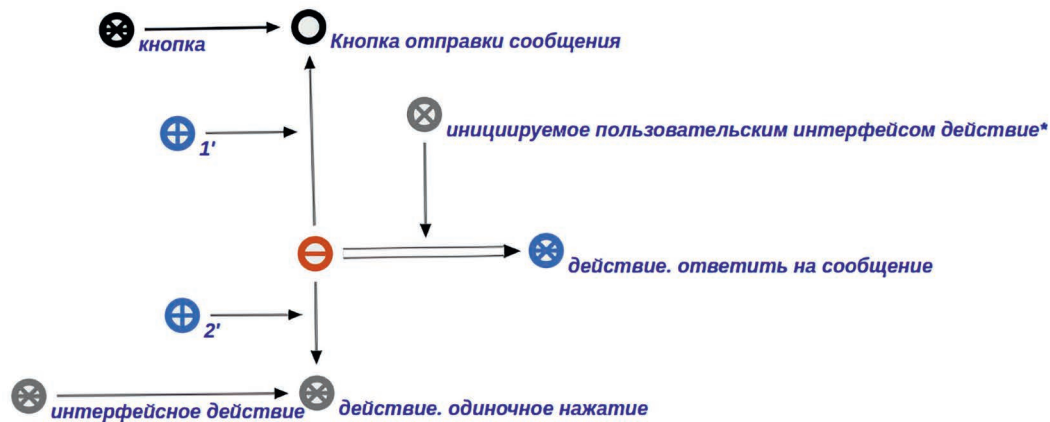 кнопка
Кнопка отправки сообщения
инициируемое пользовательским интерфейсом действие*
1'
действие. ответить на сообщение
2'
интерфейсное действие
действие. одиночное нажатие